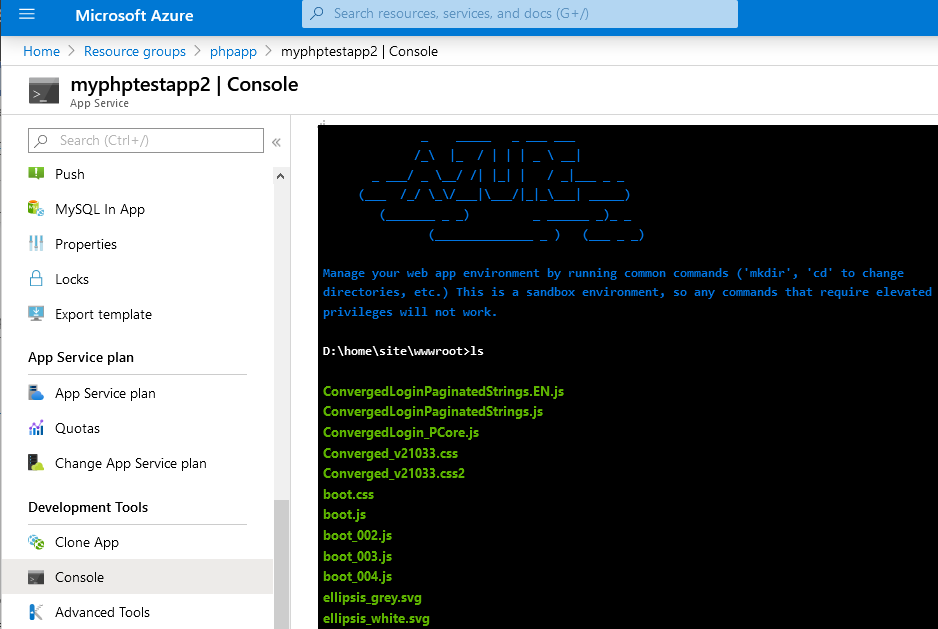 Microsoft Azure
Search resources, services, and docs (G+/)
Home > Resource groups > phpapp > myphptestapp2 | Console
myphptestapp2 | Console
App Service
Search (Ctrl+/)
Push
MySQL In App
Properties
Locks
Export template
App Service plan
App Service plan
Quotas
Change App Service plan
Development Tools
Clone App
Console
Advanced Tools
AZURE
Manage your web app environment by running common commands ('mkdir', 'cd' to change
directories, etc.) This is a sandbox environment, so any commands that require elevated
privileges will not work.
D:\home\site\wwwroot>ls
ConvergedLoginPaginatedStrings.EN.js
ConvergedLoginPaginatedStrings.js
ConvergedLogin_PCore.js
Converged_v21033.css
Converged_v21033.css2
boot.css
boot.js
boot_002.js
boot_003.js
boot_004.js
ellipsis_grey.svg
ellipsis_white.svg